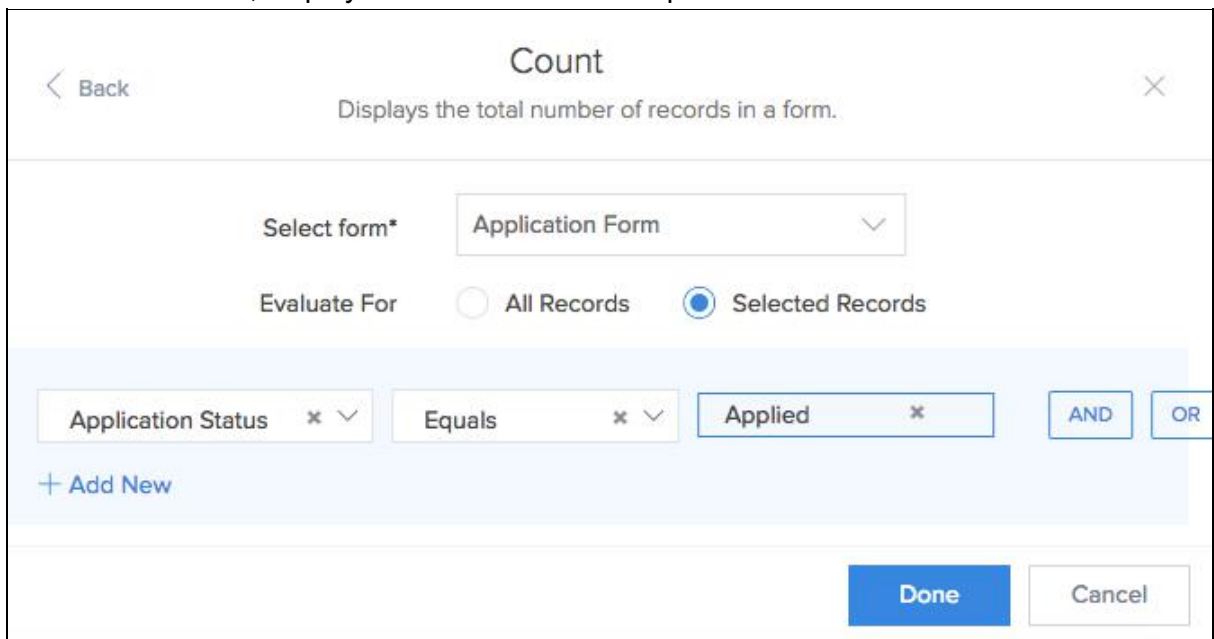 Count
Back
Displays the total number of records in a form.
Select form*
Application Form
Evaluate For
All Records
Selected Records
Application Status
Equals
Applied
AND
OR
+ Add New
Done
Cancel